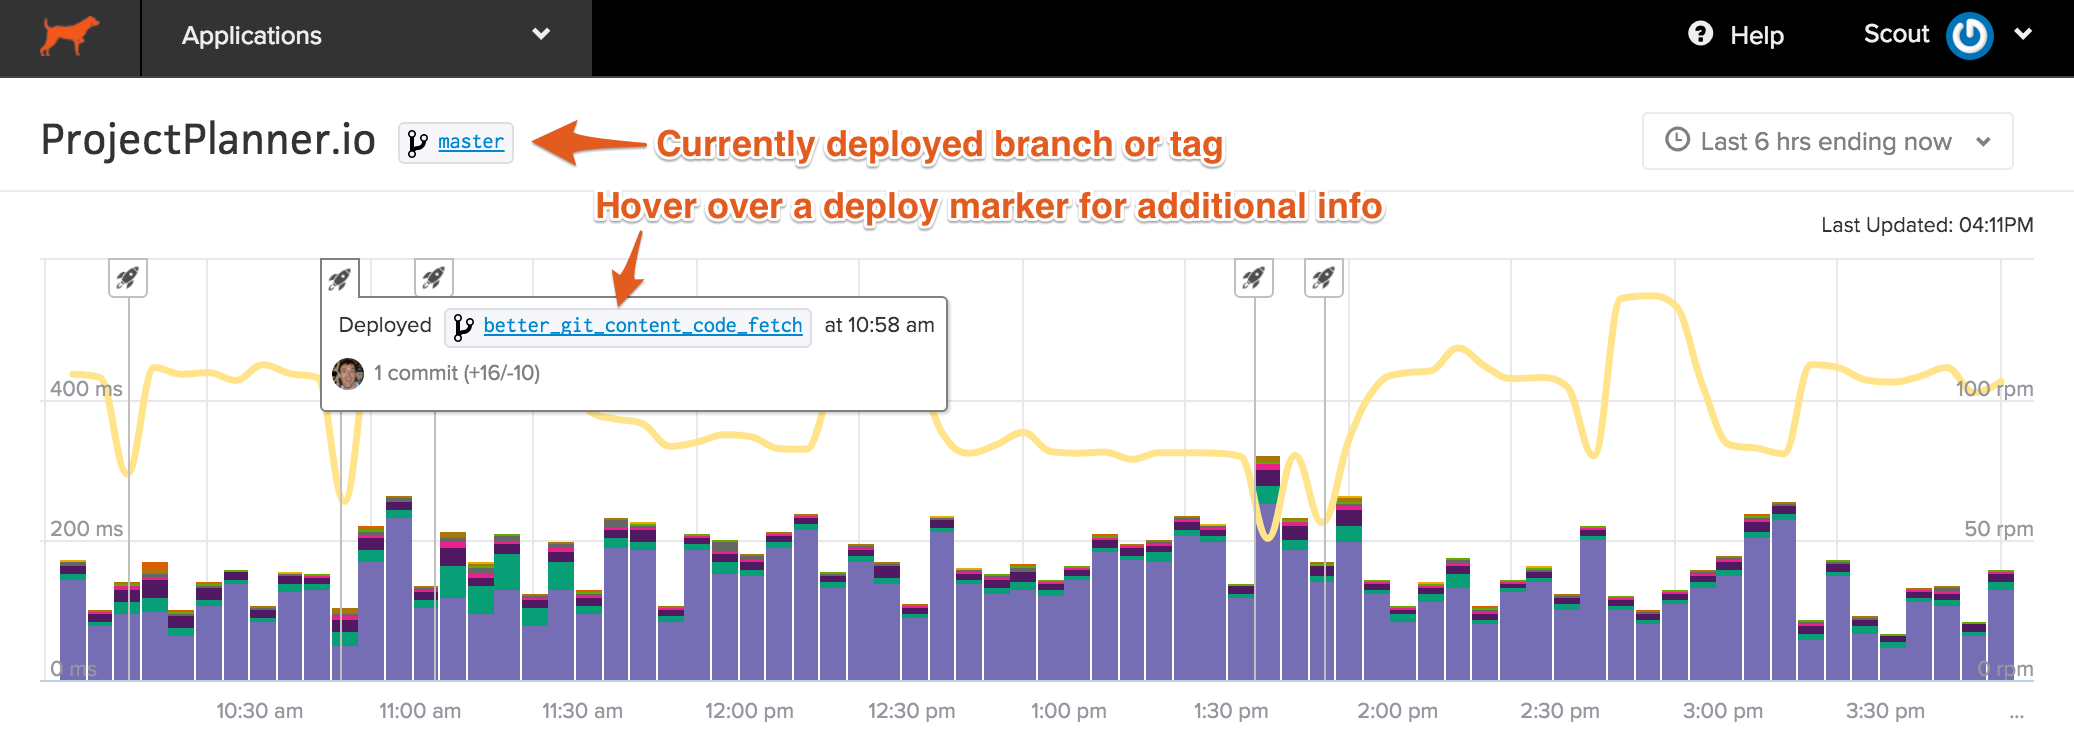 Applications
Help
Scout
ProjectPlanner.io
master
Currently deployed branch or tag
Last 6 hrs ending now
Hover over a deploy marker for additional info
Last Updated: 04:11PM
Deployed better_git_content_code_fetch at 10:58 am
1 commit (+16/-10)
400 ms
100 rpm
200 ms
50 rpm
0 ms
0 rpm
10:30 am
11:00 am
11:30 am
12:00 pm
12:30 pm
1:00 pm
1:30 pm
2:00 pm
2:30 pm
3:00 pm
3:30 pm
...